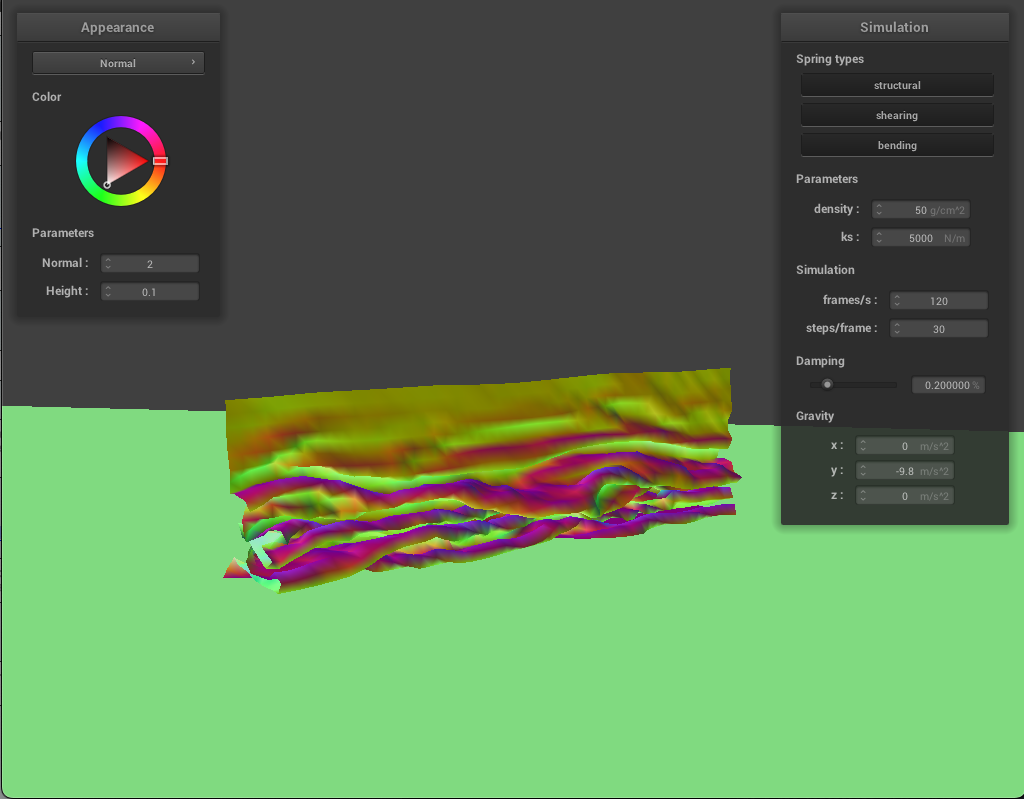 Appearance
Normal
Color
Parameters
Normal :
2
Height :
0.1
Simulation
Spring types
structural
shearing
bending
Parameters
density :
50 g/cm^2
ks :
5000 N/m
Simulation
frames/s :
120
steps/frame :
30
Damping
0.200000 %
Gravity
x :
0 m/s^2
y :
-9.8 m/s^2
z :
0 m/s^2